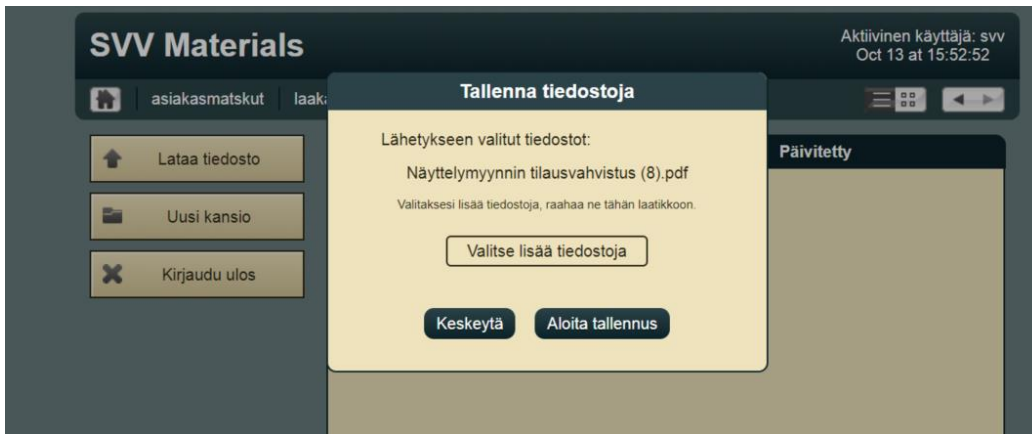 SVV Materials
Aktiivinen käyttäjä: svv
Oct 13 at 15:52:52
asiakasmatskut
Tallenna tiedostoja
Lähetykseen valitut tiedostot:
Näyttelymyynnin tilausvahvistus (8).pdf
Valitaksesi lisää tiedostoja, raahaa ne tähän laatikkoon.
Valitse lisää tiedostoja
Keskeytä
Aloita tallennus
Lataa tiedosto
Uusi kansio
Kirjaudu ulos
Päivitetty